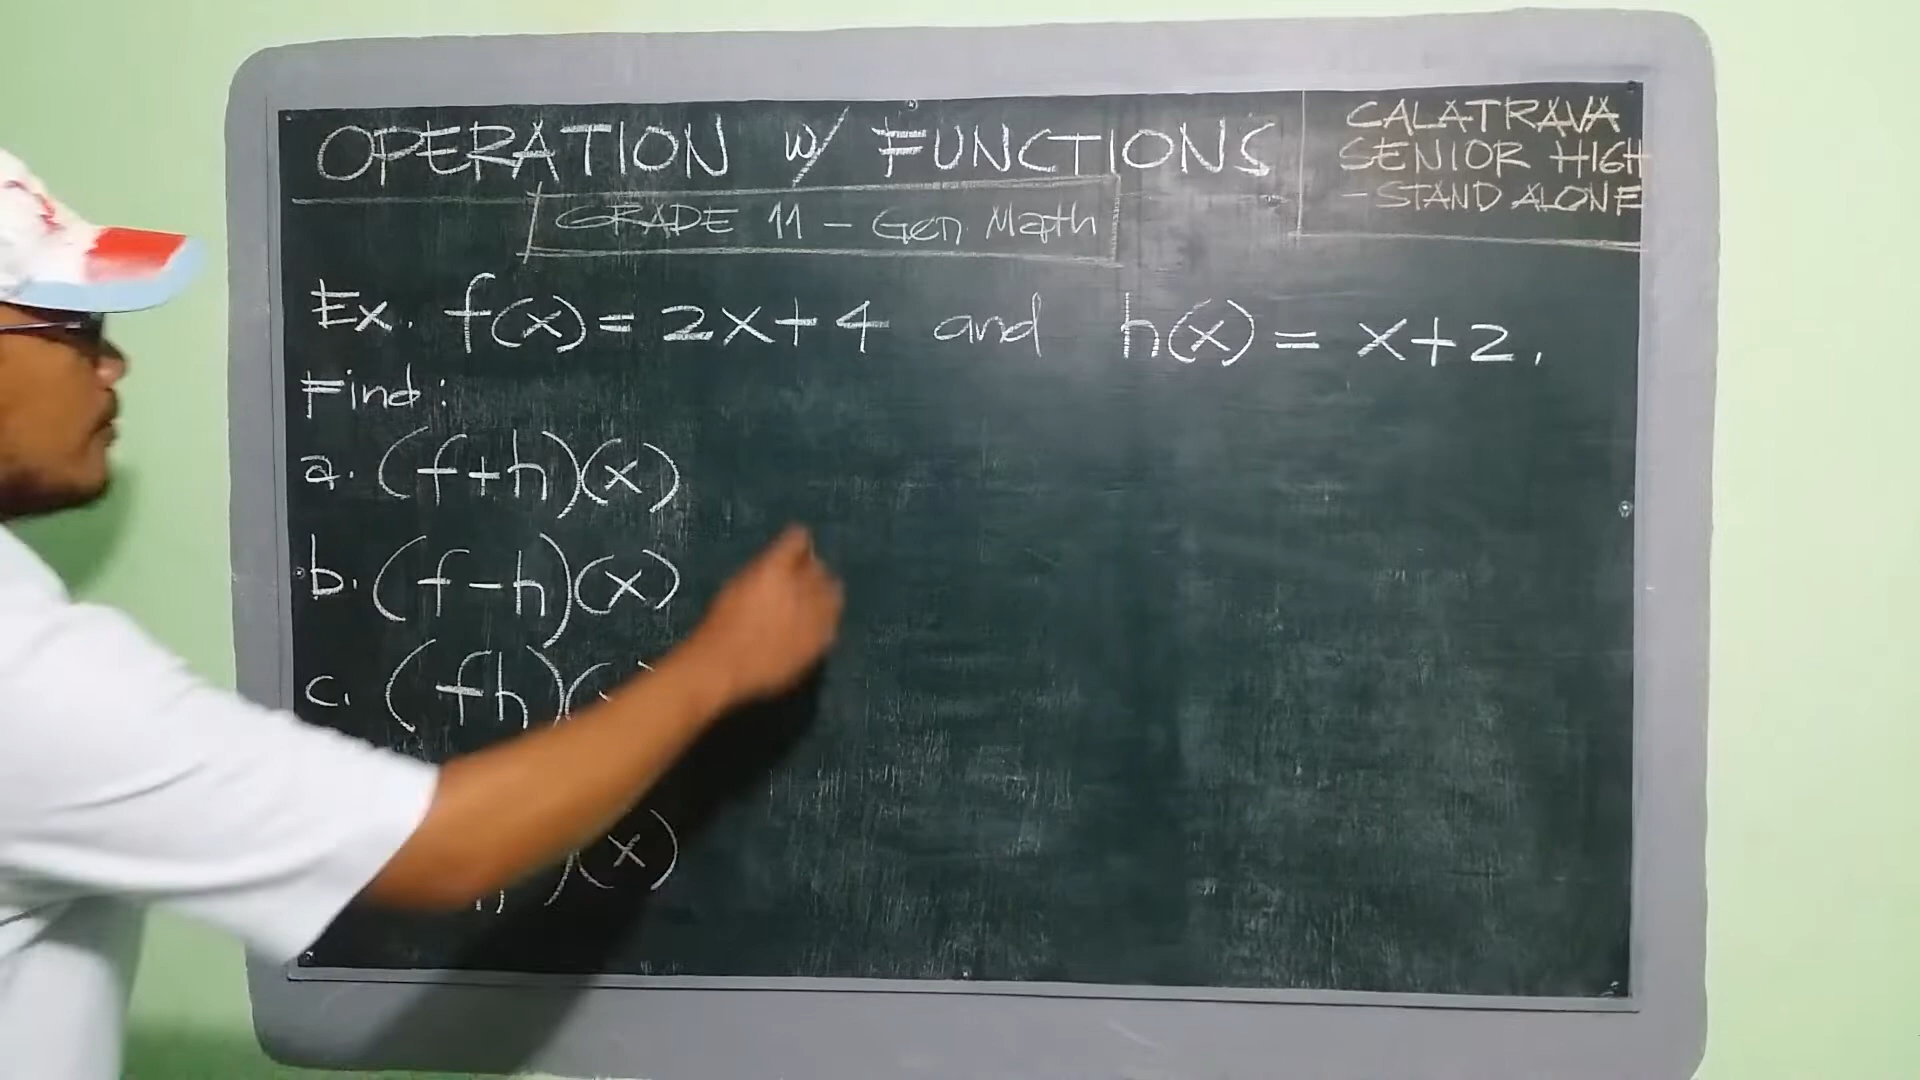 OPERATION w/ FUNCTIONS
CALATRAVA
SENIOR HIGH
-STAND ALONE
GRADE 11 - Gen Math
Ex. f(x) = 2x+4 and h(x) = x+2.
Find:
a. (f+h)(x)
b. (f-h)(x)
c. (fh)(
)(x)